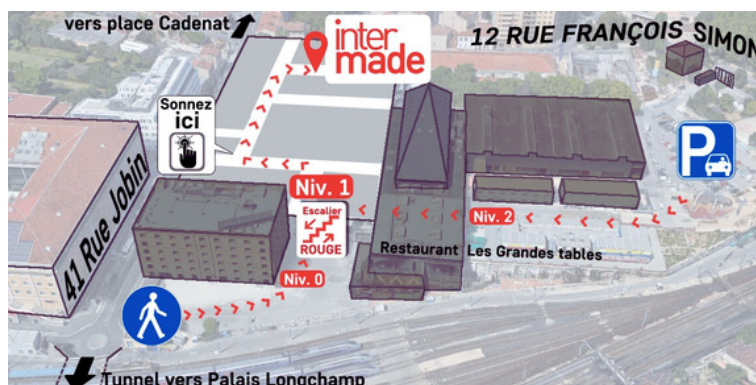 vers place Cadenat
inter
made
12 RUE FRANÇOIS SIMON
Sonnez
ici
P
41 Rue Jobin
Niv. 1
Escalier
ROUGE
Niv. 2
Restaurant Les Grandes tables
Niv. 0
Tunnel vers Palais Longchamp